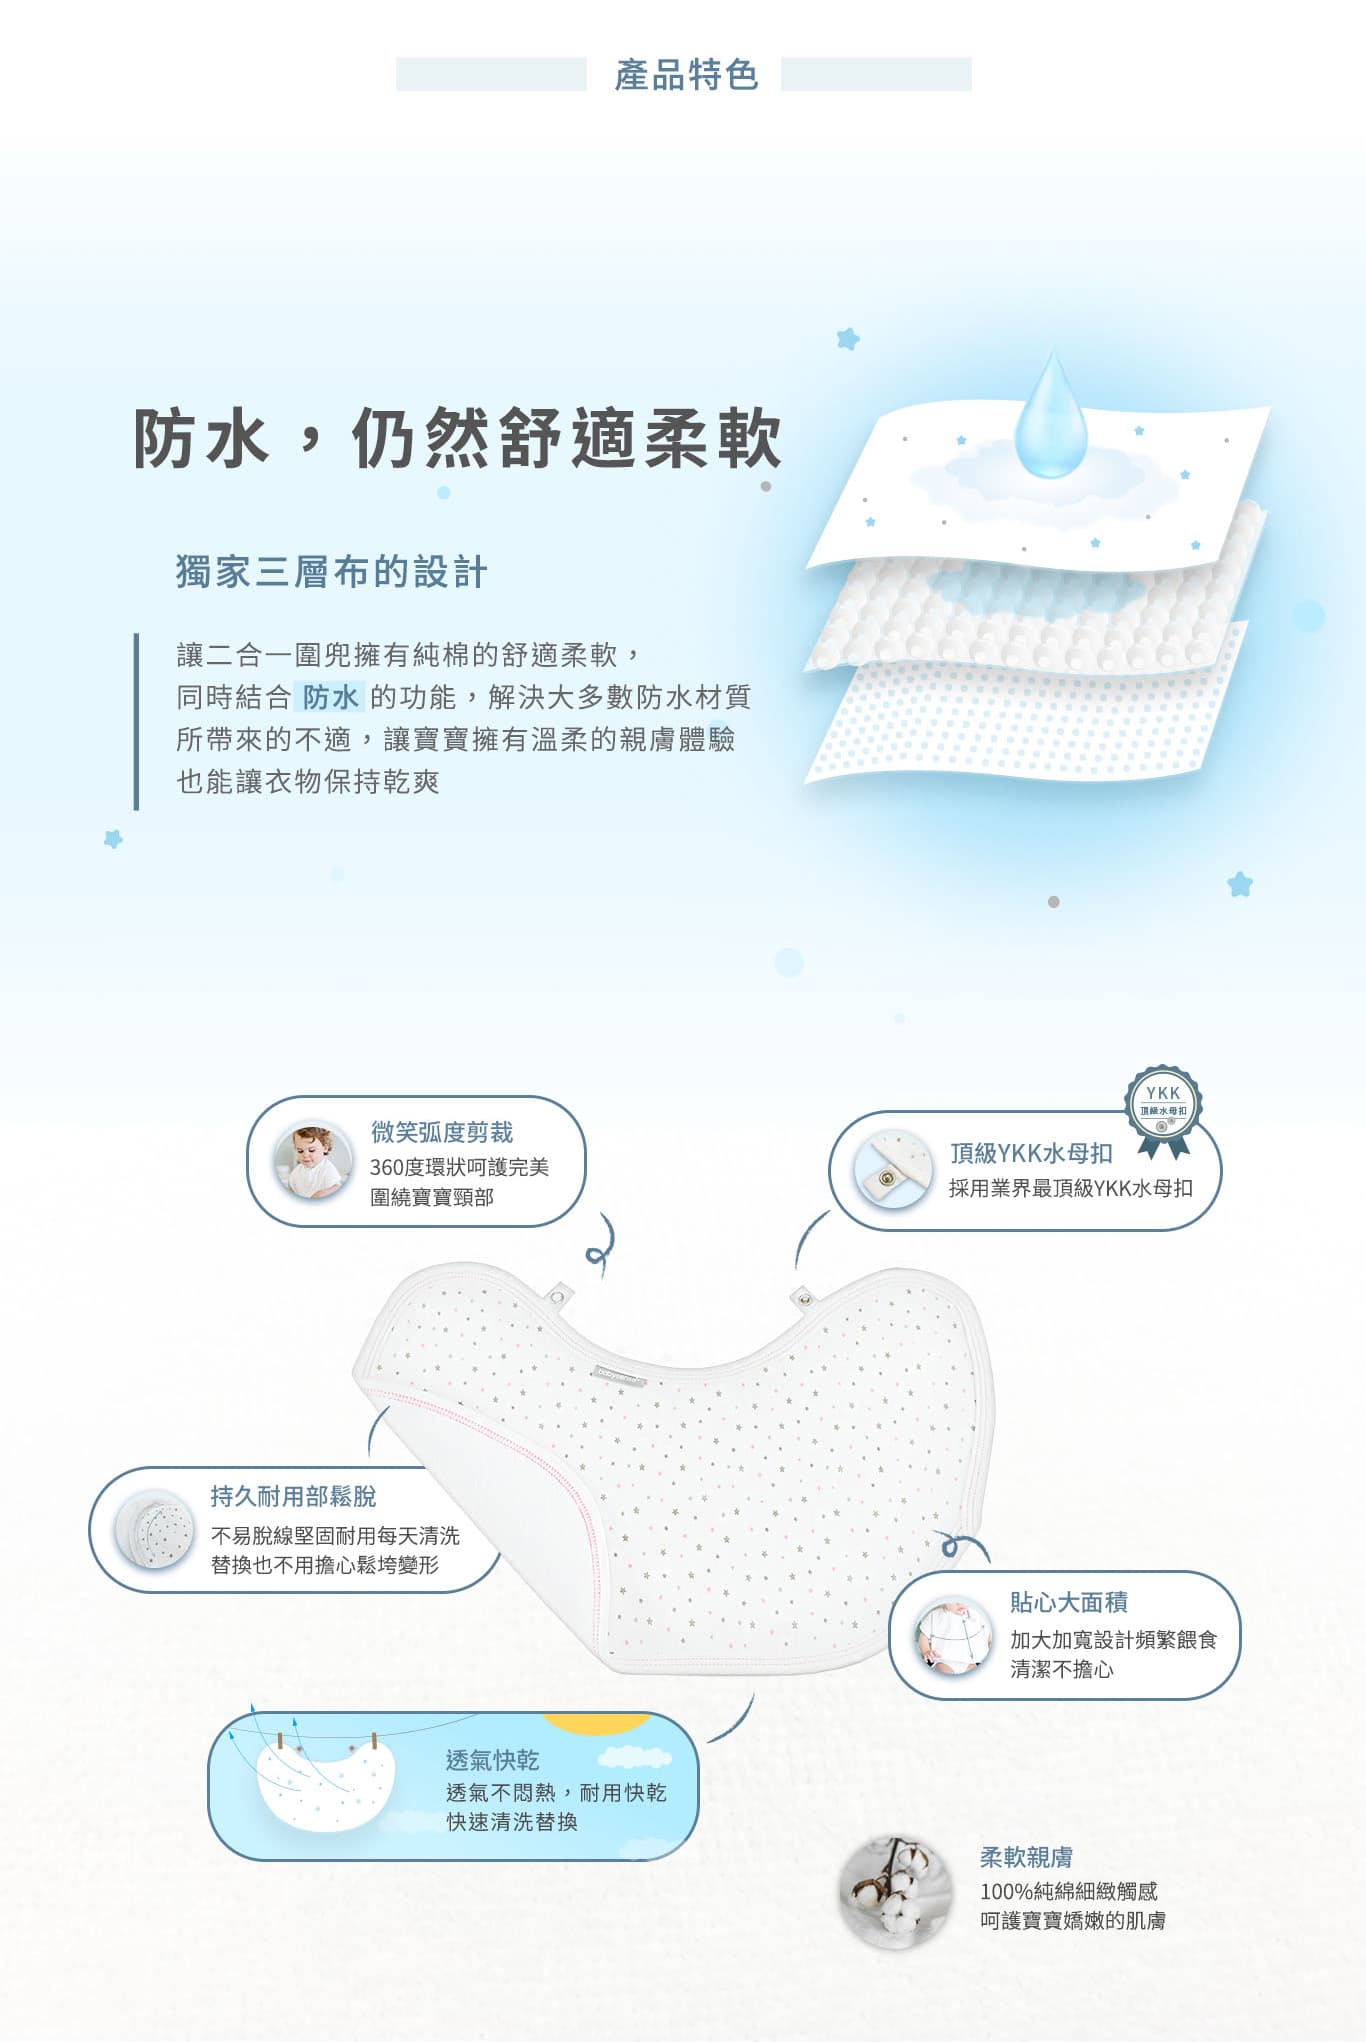 產品特色
防水，仍然舒適柔軟
獨家三層布的設計
讓二合一圍兜擁有純棉的舒適柔軟，
同時結合 防水 的功能，解決大多數防水材質
所帶來的不適，讓寶寶擁有溫柔的親膚體驗
也能讓衣物保持乾爽
微笑弧度剪裁
360度環狀呵護完美
圍繞寶寶頸部
YKK
頂級水母扣
頂級YKK水母扣
採用業界最頂級YKK水母扣
持久耐用部鬆脫
不易脫線堅固耐用每天清洗
替換也不用擔心鬆垮變形
貼心大面積
加大加寬設計頻繁餵食
清潔不擔心
透氣快乾
透氣不悶熱，耐用快乾
快速清洗替換
柔軟親膚
100%純綿細緻觸感
呵護寶寶嬌嫩的肌膚